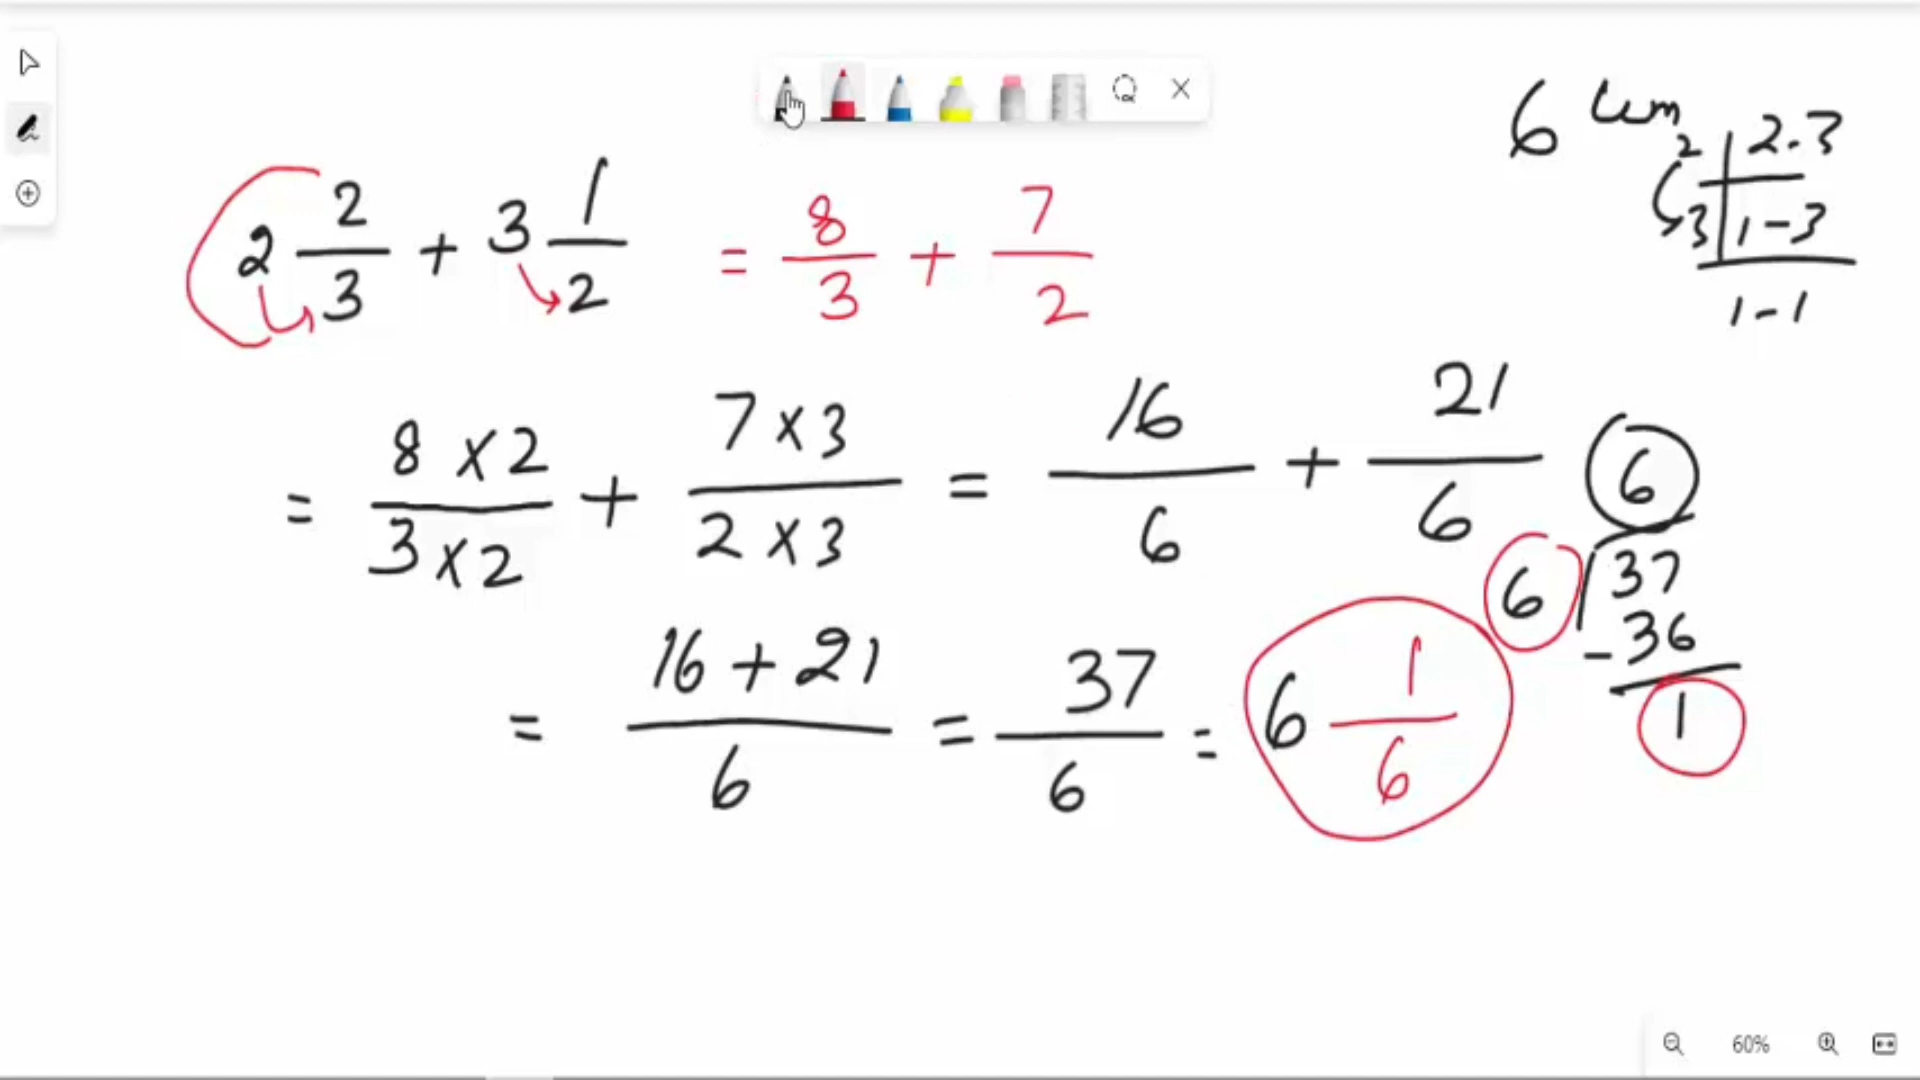 6 Lcm
2 | 2 - 3
3 | 1 - 3
1 - 1
2 2/3 + 3 1/2 = 8/3 + 7/2
= 8 × 2 / 3 × 2 + 7 × 3 / 2 × 3 = 16/6 + 21/6
= 16 + 21 / 6 = 37/6 = 6 1/6
6
6 | 37
- 36
1
60%